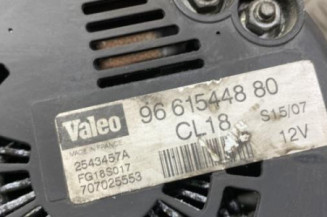 Valeo
96 615448 80
CL18
S15/07
12V
MADE IN FRANCE
2543457A
FG18S017
707025553